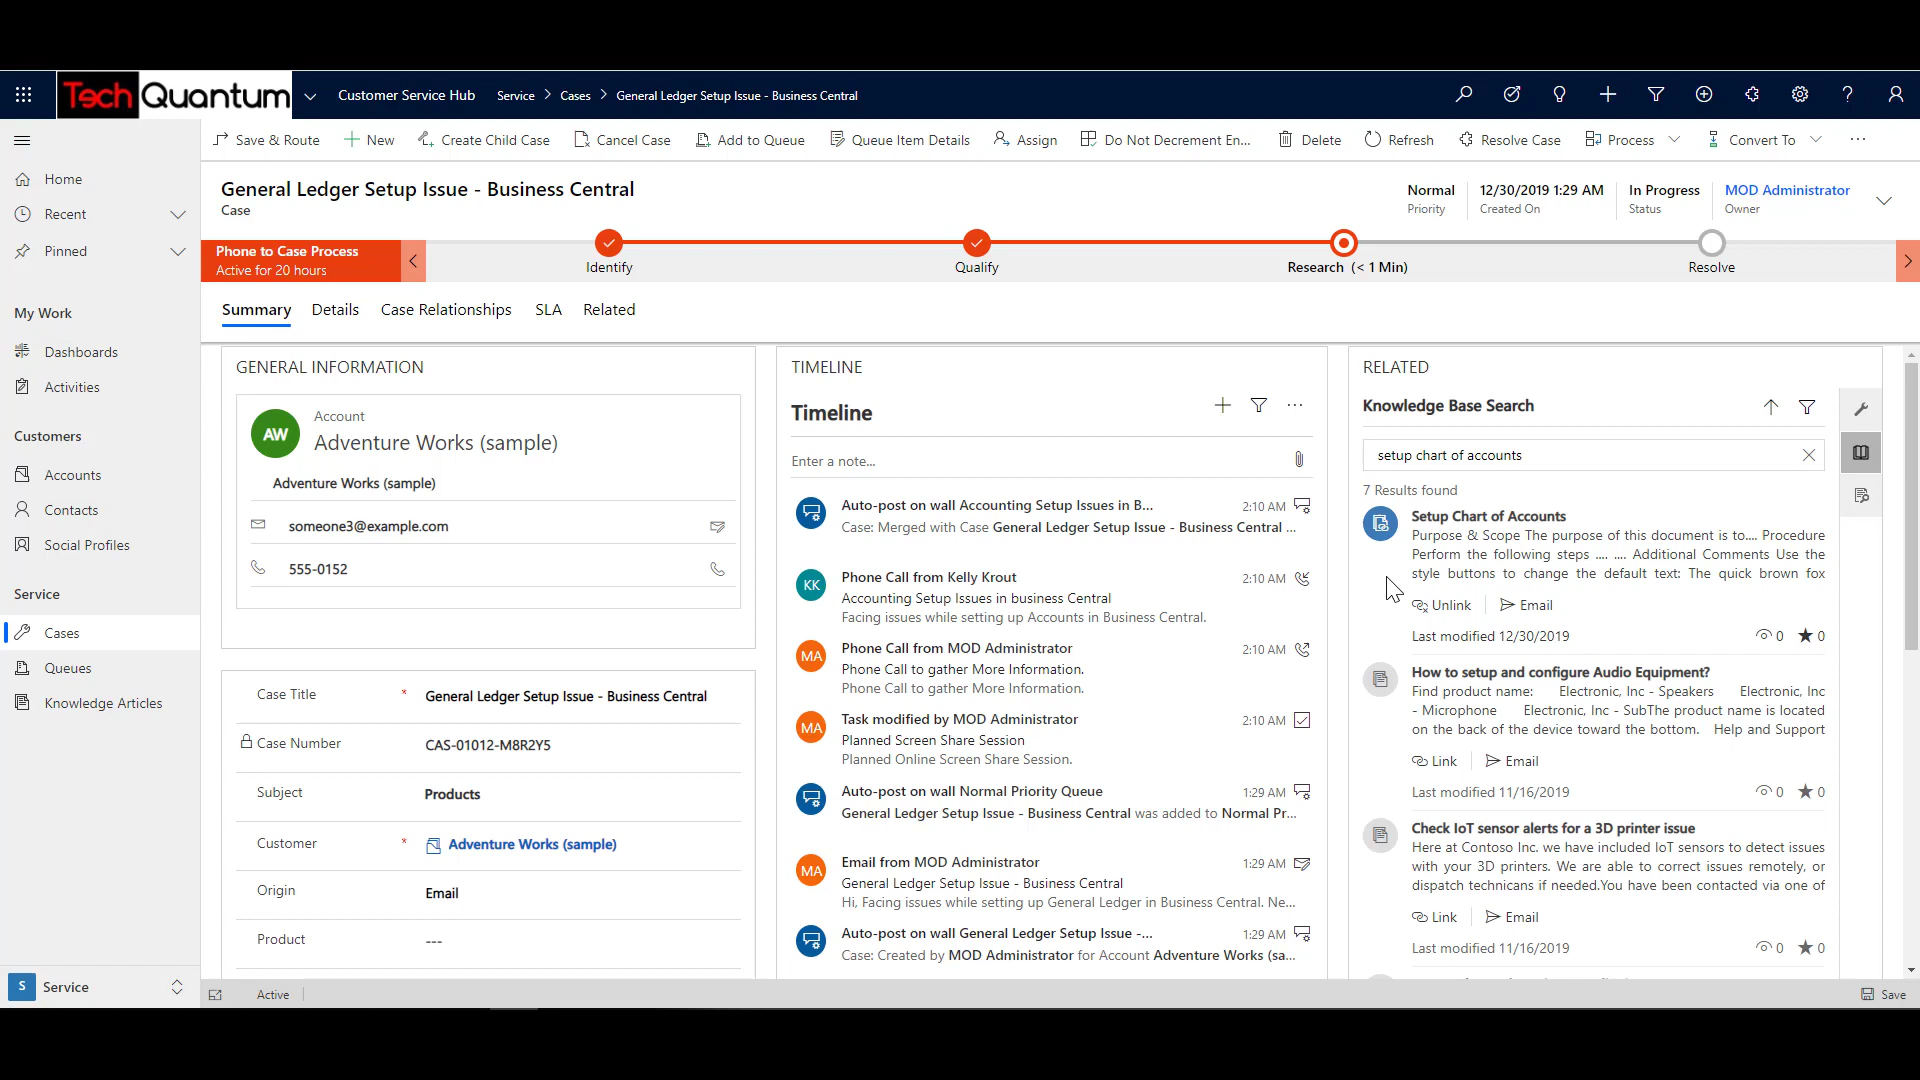 Tech Quantum
Customer Service Hub Service > Cases > General Ledger Setup Issue - Business Central
Save & Route New Create Child Case Cancel Case Add to Queue Queue Item Details Assign Do Not Decrement En... Delete Refresh Resolve Case Process Convert To
Home
Recent
Pinned
My Work
Dashboards
Activities
Customers
Accounts
Contacts
Social Profiles
Service
Cases
Queues
Knowledge Articles
S Service
General Ledger Setup Issue - Business Central
Case
Normal
Priority
12/30/2019 1:29 AM
Created On
In Progress
Status
MOD Administrator
Owner
Phone to Case Process
Active for 20 hours
Identify
Qualify
Research (< 1 Min)
Resolve
Summary Details Case Relationships SLA Related
GENERAL INFORMATION
AW
Account
Adventure Works (sample)
Adventure Works (sample)
someone3@example.com
555-0152
Case Title * General Ledger Setup Issue - Business Central
Case Number CAS-01012-M8R2Y5
Subject Products
Customer * Adventure Works (sample)
Origin Email
Product ---
TIMELINE
Timeline
Enter a note...
Auto-post on wall Accounting Setup Issues in B... 2:10 AM
Case: Merged with Case General Ledger Setup Issue - Business Central ...
KK Phone Call from Kelly Krout 2:10 AM
Accounting Setup Issues in business Central
Facing issues while setting up Accounts in Business Central.
MA Phone Call from MOD Administrator 2:10 AM
Phone Call to gather More Information.
Phone Call to gather More Information.
MA Task modified by MOD Administrator 2:10 AM
Planned Screen Share Session
Planned Online Screen Share Session.
Auto-post on wall Normal Priority Queue 1:29 AM
General Ledger Setup Issue - Business Central was added to Normal Pr...
MA Email from MOD Administrator 1:29 AM
General Ledger Setup Issue - Business Central
Hi, Facing issues while setting up General Ledger in Business Central. Ne...
Auto-post on wall General Ledger Setup Issue -... 1:29 AM
Case: Created by MOD Administrator for Account Adventure Works (sa...
RELATED
Knowledge Base Search
setup chart of accounts
7 Results found
Setup Chart of Accounts
Purpose & Scope The purpose of this document is to.... Procedure
Perform the following steps .... .... Additional Comments Use the
style buttons to change the default text: The quick brown fox
Unlink Email
Last modified 12/30/2019 0 0
How to setup and configure Audio Equipment?
Find product name: Electronic, Inc - Speakers Electronic, Inc
- Microphone Electronic, Inc - SubThe product name is located
on the back of the device toward the bottom. Help and Support
Link Email
Last modified 11/16/2019 0 0
Check IoT sensor alerts for a 3D printer issue
Here at Contoso Inc. we have included IoT sensors to detect issues
with your 3D printers. We are able to correct issues remotely, or
dispatch technicans if needed.You have been contacted via one of
Link Email
Last modified 11/16/2019 0 0
Active
Save